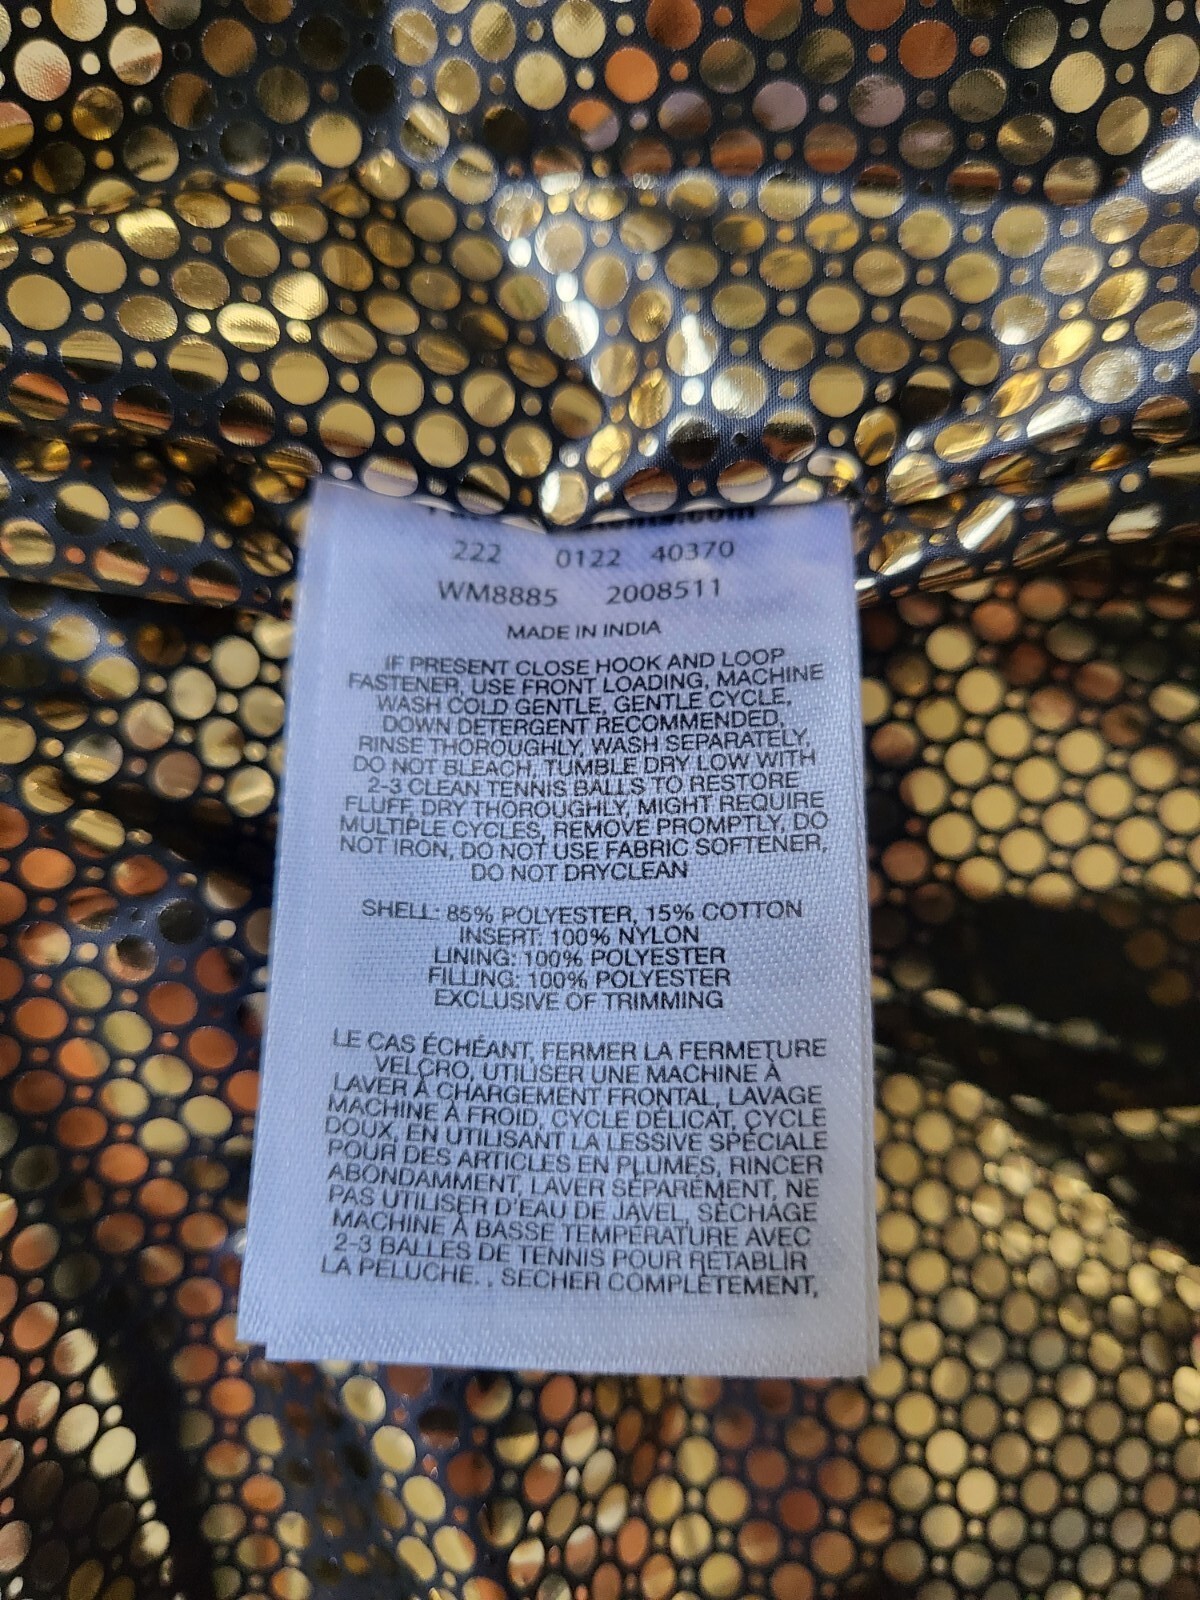 222 0122 40370
WM8885 2008511
MADE IN INDIA
IF PRESENT CLOSE HOOK AND LOOP
FASTENER, USE FRONT LOADING, MACHINE
WASH COLD GENTLE, GENTLE CYCLE,
DOWN DETERGENT RECOMMENDED,
RINSE THOROUGHLY, WASH SEPARATELY,
DO NOT BLEACH, TUMBLE DRY LOW WITH
2-3 CLEAN TENNIS BALLS TO RESTORE
FLUFF, DRY THOROUGHLY, MIGHT REQUIRE
MULTIPLE CYCLES, REMOVE PROMPTLY, DO
NOT IRON, DO NOT USE FABRIC SOFTENER,
DO NOT DRYCLEAN
SHELL: 85% POLYESTER, 15% COTTON
INSERT: 100% NYLON
LINING: 100% POLYESTER
FILLING: 100% POLYESTER
EXCLUSIVE OF TRIMMING
LE CAS ÉCHÉANT, FERMER LA FERMETURE
VELCRO, UTILISER UNE MACHINE À
LAVER À CHARGEMENT FRONTAL, LAVAGE
MACHINE À FROID, CYCLE DÉLICAT, CYCLE
DOUX, EN UTILISANT LA LESSIVE SPÉCIALE
POUR DES ARTICLES EN PLUMES, RINCER
ABONDAMMENT, LAVER SÉPARÉMENT, NE
PAS UTILISER D'EAU DE JAVEL, SÉCHAGE
MACHINE À BASSE TEMPÉRATURE AVEC
2-3 BALLES DE TENNIS POUR RÉTABLIR
LA PELUCHE. , SÉCHER COMPLÈTEMENT,